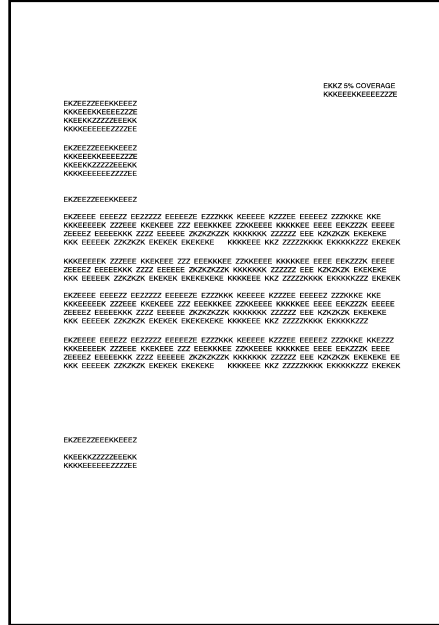 EKKZ 5% COVERAGE
KKKEEEKKEEEEZZZE
EKZEEZZEEEKKEEEZ
KKKEEEKKEEEEZZZE
KKEEKKZZZZZEEEKK
KKKKEEEEEEZZZZEE
EKZEEZZEEEKKEEEZ
KKKEEEKKEEEEZZZE
KKEEKKZZZZZEEEKK
KKKKEEEEEEZZZZEE
EKZEEZZEEEKKEEEZ
EKZEEEE EEEEZZ EEZZZZZ EEEEEZE EZZZKKK KEEEEE KZZZEE EEEEEZ ZZZKKKE KKE
KKKEEEEEK ZZZEEE KKEKEEE ZZZ EEEKKKEE ZZKKEEEE KKKKKEE EEEE EEKZZZK EEEEE
ZEEEEZ EEEEEKKK ZZZZ EEEEEE ZKZKZKZZK KKKKKKK ZZZZZZ EEE KZKZKZK EKEKEKE
KKK EEEEEK ZZKZKZK EKEKEK EKEKEKE KKKKEEE KKZ ZZZZZKKKK EKKKKKZZZ EKEKEK
KKKEEEEEK ZZZEEE KKEKEEE ZZZ EEEKKKEE ZZKKEEEE KKKKKEE EEEE EEKZZZK EEEEE
ZEEEEZ EEEEEKKK ZZZZ EEEEEE ZKZKZKZZK KKKKKKK ZZZZZZ EEE KZKZKZK EKEKEKE
KKK EEEEEK ZZKZKZK EKEKEK EKEKEKEKE KKKKEEE KKZ ZZZZZKKKK EKKKKKZZZ EKEKEK
EKZEEEE EEEEZZ EEZZZZZ EEEEEZE EZZZKKK KEEEEE KZZZEE EEEEEZ ZZZKKKE KKE
KKKEEEEEK ZZZEEE KKEKEEE ZZZ EEEKKKEE ZZKKEEEE KKKKKEE EEEE EEKZZZK EEEEE
ZEEEEZ EEEEEKKK ZZZZ EEEEEE ZKZKZKZZK KKKKKKK ZZZZZZ EEE KZKZKZK EKEKEKE
KKK EEEEEK ZZKZKZK EKEKEK EKEKEKEKE KKKKEEE KKZ ZZZZZKKKK EKKKKKZZZ
EKZEEEE EEEEZZ EEZZZZZ EEEEEZE EZZZKKK KEEEEE KZZZEE EEEEEZ ZZZKKKE KKEZZZ
KKKEEEEEK ZZZEEE KKEKEEE ZZZ EEEKKKEE ZZKKEEEE KKKKKEE EEEE EEKZZZK EEEE
ZEEEEZ EEEEEKKK ZZZZ EEEEEE ZKZKZKZZK KKKKKKK ZZZZZZ EEE KZKZKZK EKEKEKE EE
KKK EEEEEK ZZKZKZK EKEKEK EKEKEKE KKKKEEE KKZ ZZZZZKKKK EKKKKKZZZ EKEKEK
EKZEEZZEEEKKEEEZ
KKEEKKZZZZZEEEKK
KKKKEEEEEEZZZZEE